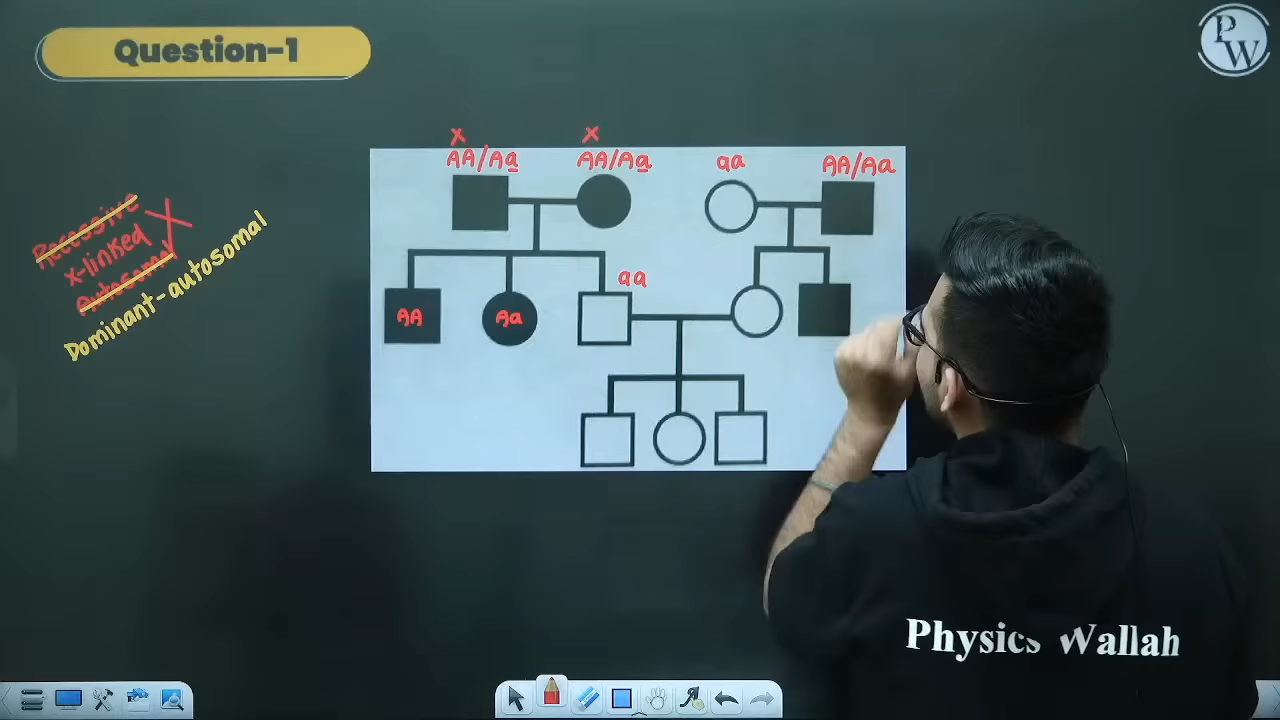 Question-1
P
W
x x
AA/Aa AA/Aa aa AA/Aa
Recessive
x-linked
Autosomal
X
Dominant-autosomal
aa
AA Aa
Physics Wallah